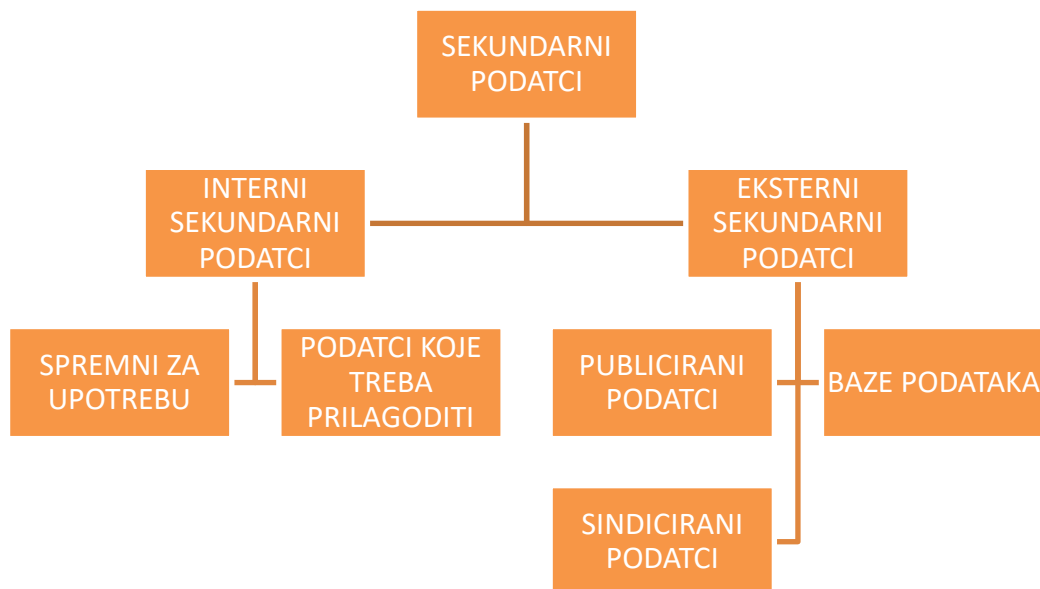 SEKUNDARNI
PODATCI
INTERNI
SEKUNDARNI
PODATCI
EKSTERNI
SEKUNDARNI
PODATCI
SPREMNI ZA
UPOTREBU
PODATCI KOJE
TREBA
PRILAGODITI
PUBLICIRANI
PODATCI
BAZE PODATAKA
SINDICIRANI
PODATCI